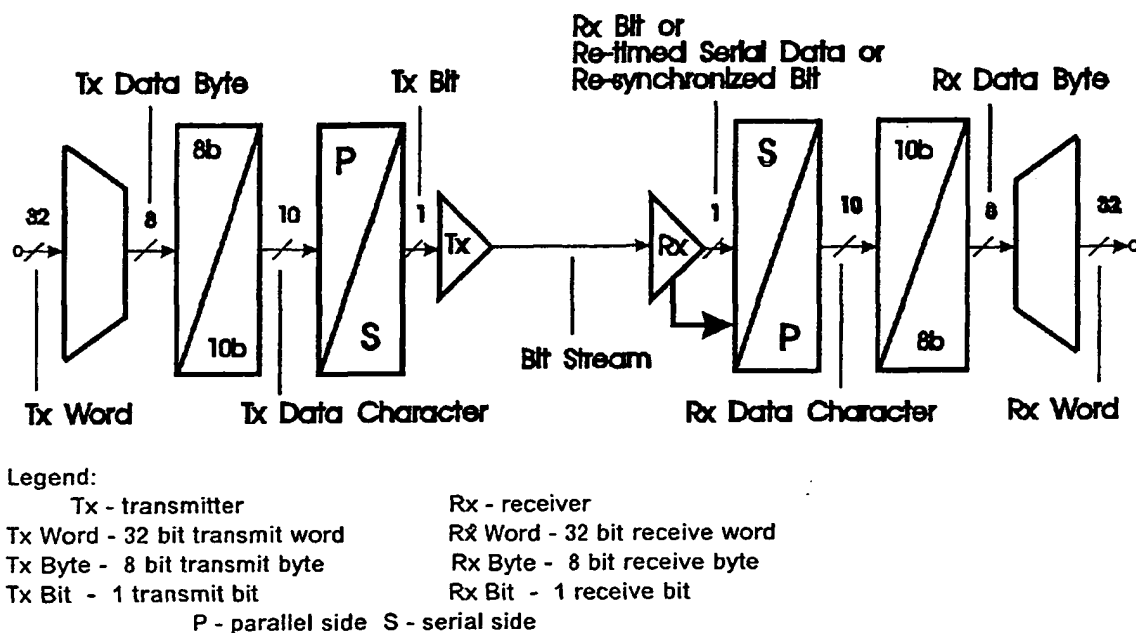 Rx Bit or
Re-timed Serial Data or
Re-synchronized Bit
Tx Data Byte
Tx Bit
Rx Data Byte
32
8
8b
10b
10
P
S
1
Tx
Rx
1
S
P
10
10b
8b
8
32
Bit Stream
Tx Word
Tx Data Character
Rx Data Character
Rx Word
Legend:
Tx - transmitter Rx - receiver
Tx Word - 32 bit transmit word Rx Word - 32 bit receive word
Tx Byte - 8 bit transmit byte Rx Byte - 8 bit receive byte
Tx Bit - 1 transmit bit Rx Bit - 1 receive bit
P - parallel side S - serial side